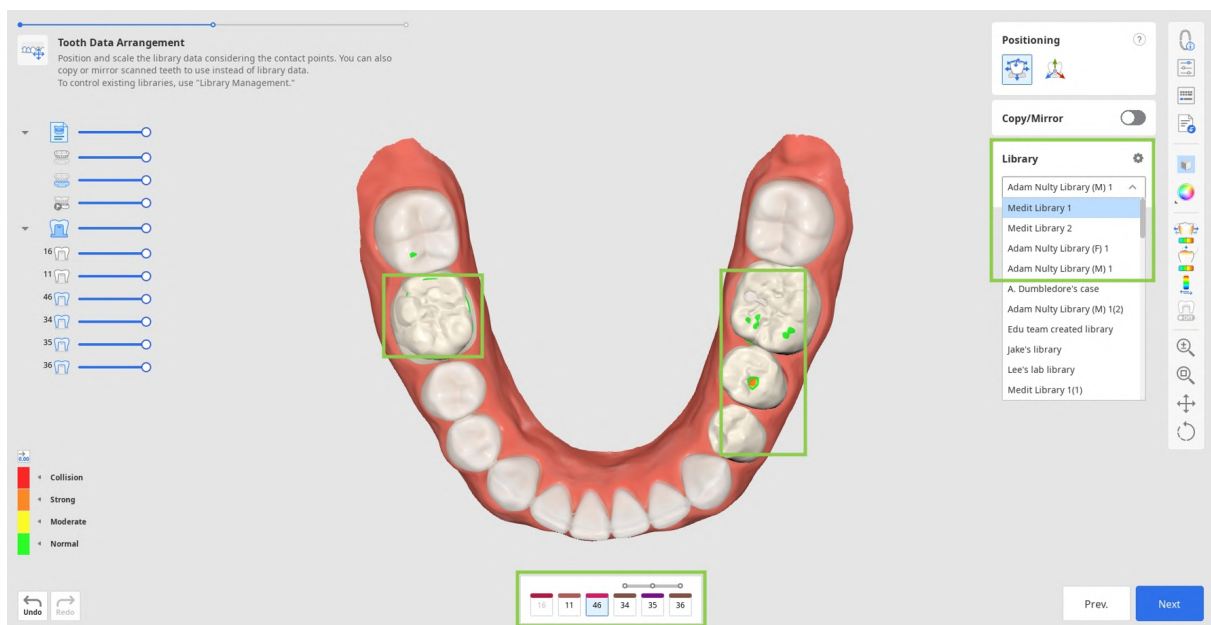 Tooth Data Arrangement
Position and scale the library data considering the contact points. You can also
copy or mirror scanned teeth to use instead of library data.
To control existing libraries, use "Library Management."
16
11
46
34
35
36
0.00
Collision
Strong
Moderate
Normal
Undo
Redo
16 11 46 34 35 36
Positioning ?
Copy/Mirror
Library
Adam Nulty Library (M) 1
Medit Library 1
Medit Library 2
Adam Nulty Library (F) 1
Adam Nulty Library (M) 1
A. Dumbledore's case
Adam Nulty Library (M) 1(2)
Edu team created library
Jake's library
Lee's lab library
Medit Library 1(1)
Prev.
Next